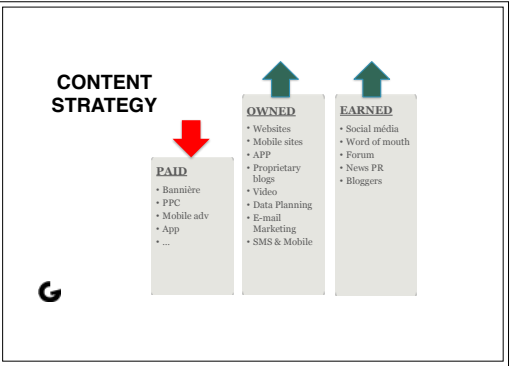 CONTENT
STRATEGY
PAID
• Bannière
• PPC
• Mobile adv
• App
• ...
OWNED
• Websites
• Mobile sites
• APP
• Proprietary
blogs
• Video
• Data Planning
• E-mail
Marketing
• SMS & Mobile
EARNED
• Social média
• Word of mouth
• Forum
• News PR
• Bloggers
G